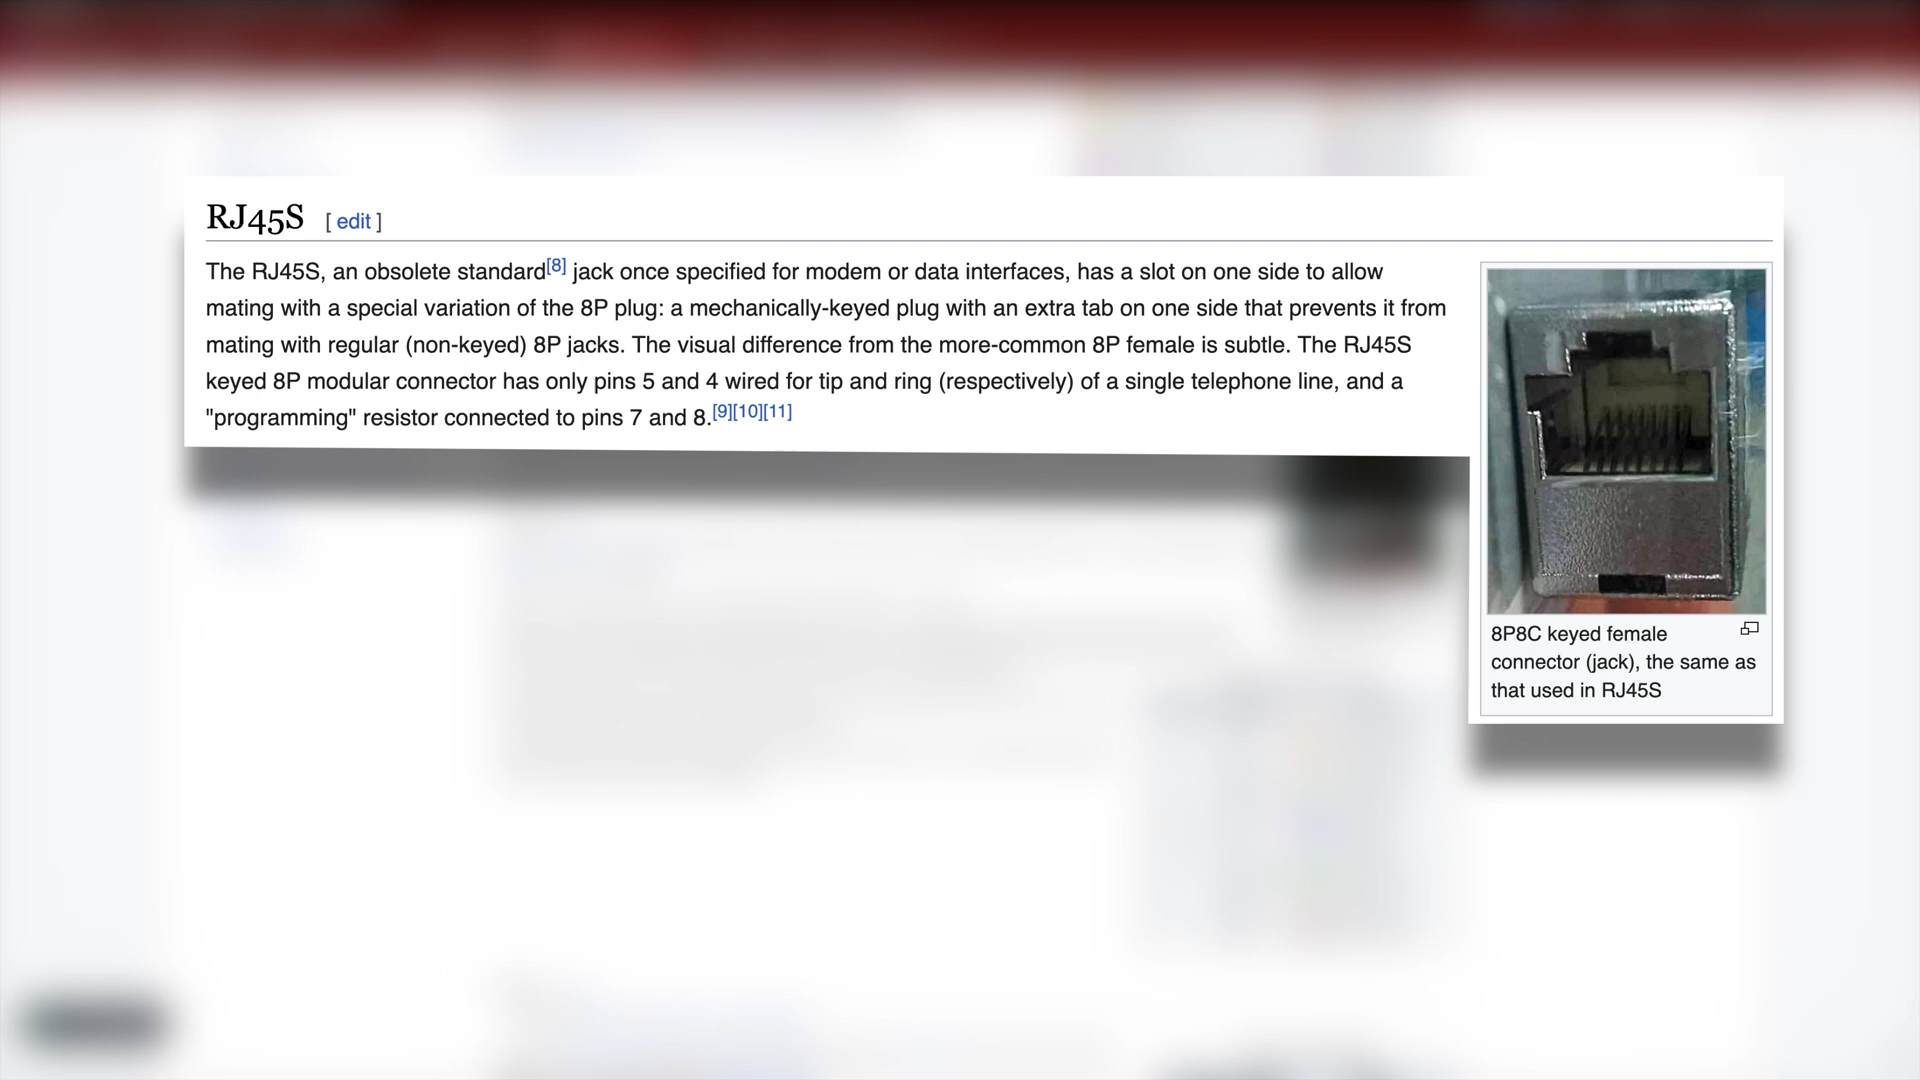 RJ45S [ edit ]
The RJ45S, an obsolete standard[8] jack once specified for modem or data interfaces, has a slot on one side to allow
mating with a special variation of the 8P plug: a mechanically-keyed plug with an extra tab on one side that prevents it from
mating with regular (non-keyed) 8P jacks. The visual difference from the more-common 8P female is subtle. The RJ45S
keyed 8P modular connector has only pins 5 and 4 wired for tip and ring (respectively) of a single telephone line, and a
"programming" resistor connected to pins 7 and 8.[9][10][11]
8P8C keyed female
connector (jack), the same as
that used in RJ45S